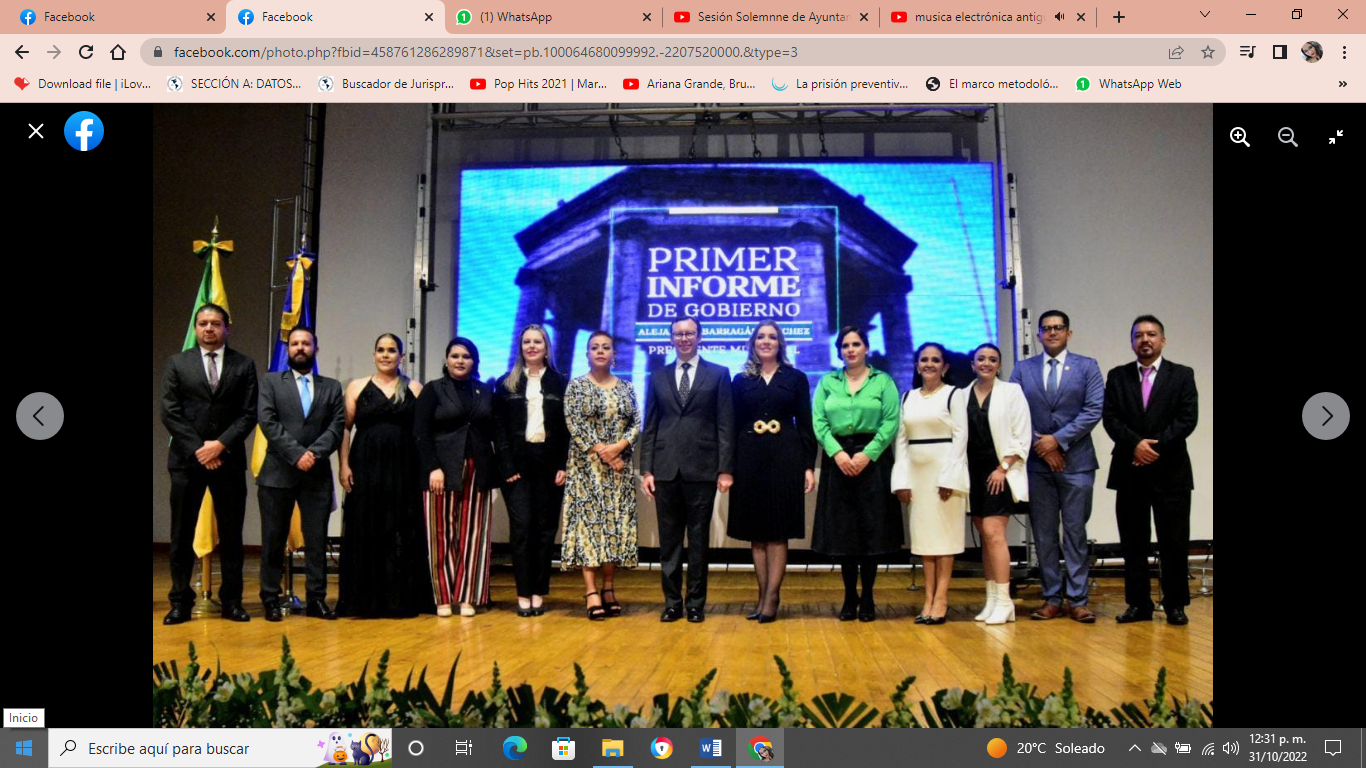 Facebook
Facebook
(1) WhatsApp
Sesión Solemnne de Ayuntan
musica electrónica antig
facebook.com/photo.php?fbid=458761286289871&set=pb.100064680099992.-2207520000.&type=3
Download file | iLov...
SECCIÓN A: DATOS...
Buscador de Jurispr...
Pop Hits 2021 | Mar...
Ariana Grande, Bru...
La prisión preventiv...
El marco metodoló...
WhatsApp Web
»
PRIMER
INFORME
DE GOBIERNO
Inicio
Escribe aquí para buscar
20°C Soleado
12:31 p. m.
31/10/2022